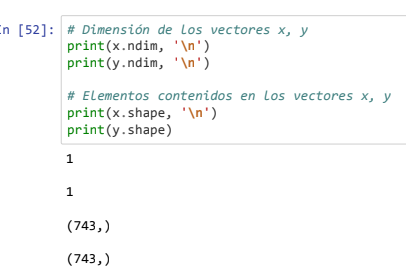 In [52]: # Dimensión de los vectores x, y
print(x.ndim, '\n')
print(y.ndim, '\n')
# Elementos contenidos en los vectores x, y
print(x.shape, '\n')
print(y.shape)
1
1
(743,)
(743,)